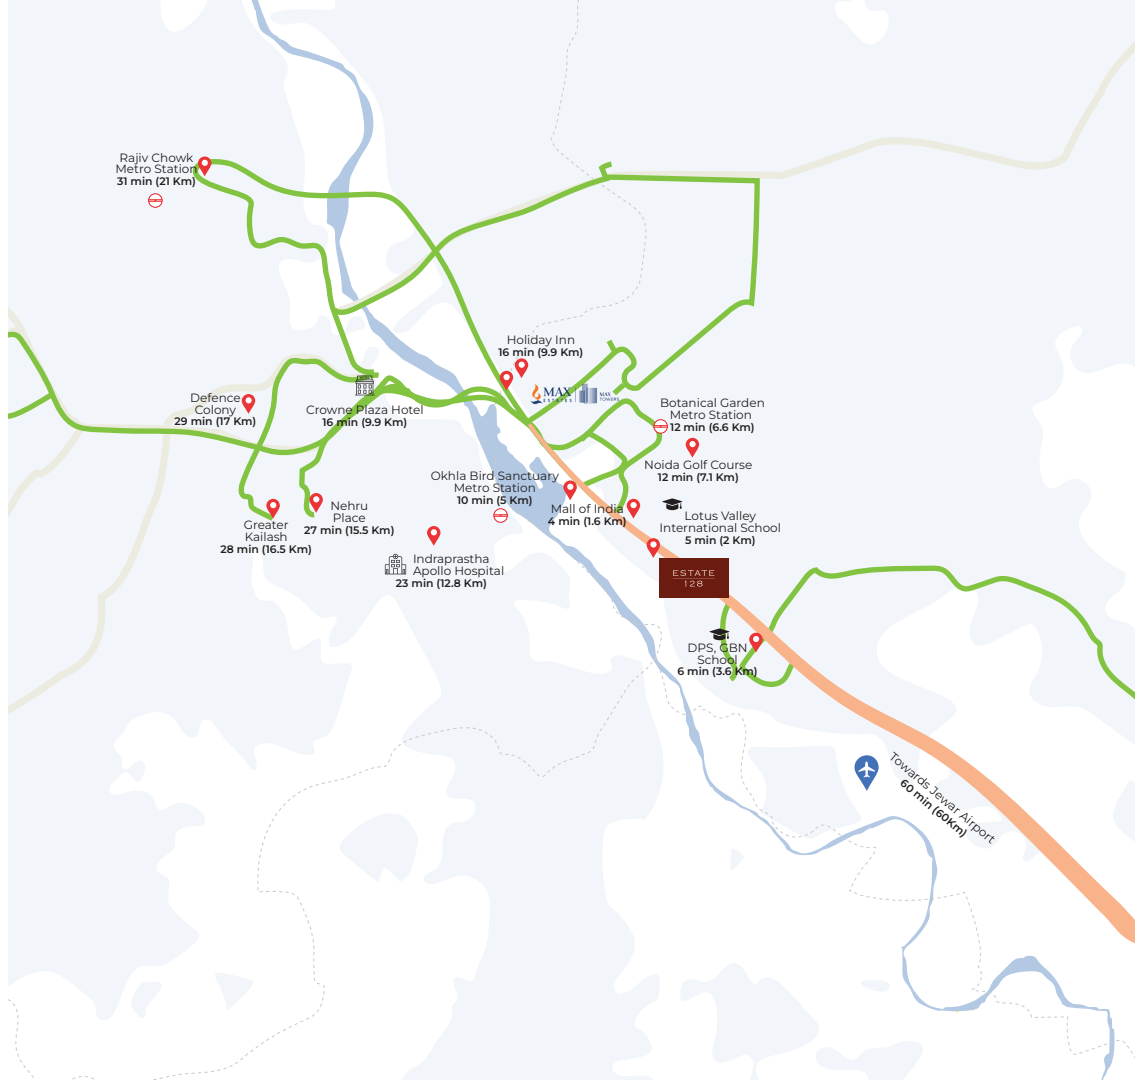 Rajiv Chowk
Metro Station
31 min (21 Km)
Holiday Inn
16 min (9.9 Km)
MAX
ESTATES
MAX
TOWERS
Defence
Colony
29 min (17 Km)
Crowne Plaza Hotel
16 min (9.9 Km)
Botanical Garden
Metro Station
12 min (6.6 Km)
Noida Golf Course
12 min (7.1 Km)
Okhla Bird Sanctuary
Metro Station
10 min (5 Km)
Mall of India
4 min (1.6 Km)
Lotus Valley
International School
5 min (2 Km)
Nehru
Place
27 min (15.5 Km)
Greater
Kailash
28 min (16.5 Km)
Indraprastha
Apollo Hospital
23 min (12.8 Km)
ESTATE
128
DPS, GBN
School
6 min (3.6 Km)
Towards Jewar Airport
60 min (60Km)